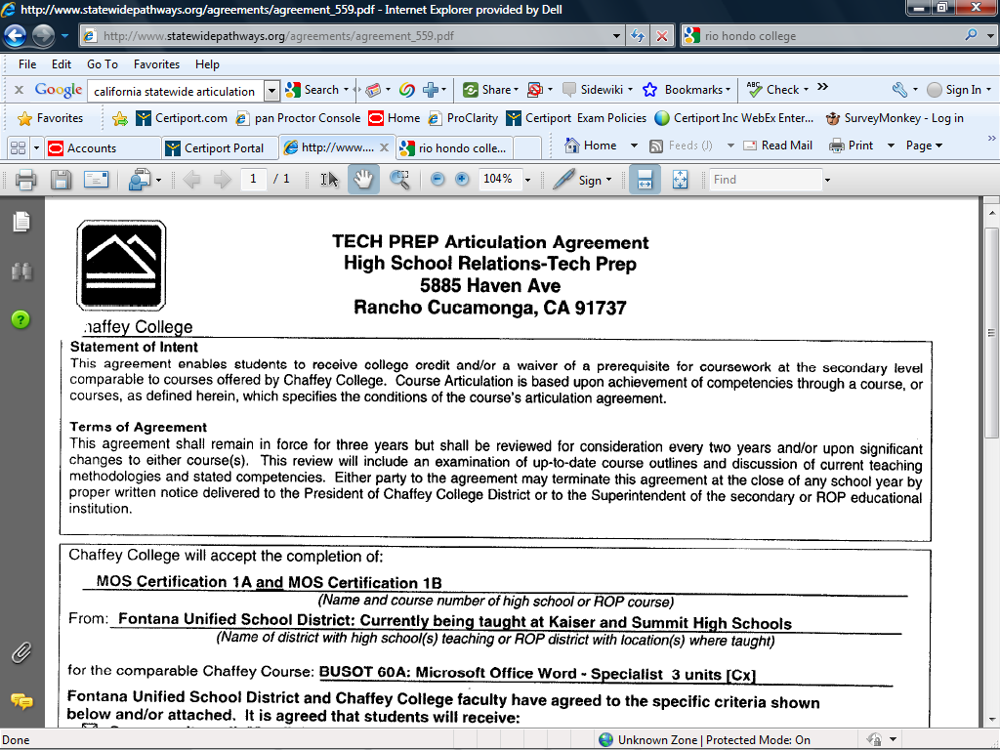 http://www.statewidepathways.org/agreements/agreement_559.pdf - Internet Explorer provided by Dell
http://www.statewidepathways.org/agreements/agreement_559.pdf rio hondo college
File Edit Go To Favorites Help
Google california statewide articulation Search Share Sidewiki Bookmarks ABC Check » Sign In
Favorites Certiport.com pan Proctor Console Home ProClarity Certiport Exam Policies Certiport Inc WebEx Enter... SurveyMonkey - Log in
Accounts Certiport Portal http://www.... rio hondo colle... Home Feeds (J) Read Mail Print Page »
1 / 1 104% Sign Find
TECH PREP Articulation Agreement
High School Relations-Tech Prep
5885 Haven Ave
Rancho Cucamonga, CA 91737
haffey College
Statement of Intent
This agreement enables students to receive college credit and/or a waiver of a prerequisite for coursework at the secondary level
comparable to courses offered by Chaffey College. Course Articulation is based upon achievement of competencies through a course, or
courses, as defined herein, which specifies the conditions of the course's articulation agreement.
Terms of Agreement
This agreement shall remain in force for three years but shall be reviewed for consideration every two years and/or upon significant
changes to either course(s). This review will include an examination of up-to-date course outlines and discussion of current teaching
methodologies and stated competencies. Either party to the agreement may terminate this agreement at the close of any school year by
proper written notice delivered to the President of Chaffey College District or to the Superintendent of the secondary or ROP educational
institution.
Chaffey College will accept the completion of:
MOS Certification 1A and MOS Certification 1B
(Name and course number of high school or ROP course)
From: Fontana Unified School District: Currently being taught at Kaiser and Summit High Schools
(Name of district with high school(s) teaching or ROP district with location(s) where taught)
for the comparable Chaffey Course: BUSOT 60A: Microsoft Office Word - Specialist 3 units [Cx]
Fontana Unified School District and Chaffey College faculty have agreed to the specific criteria shown
below and/or attached. It is agreed that students will receive:
Done Unknown Zone | Protected Mode: On